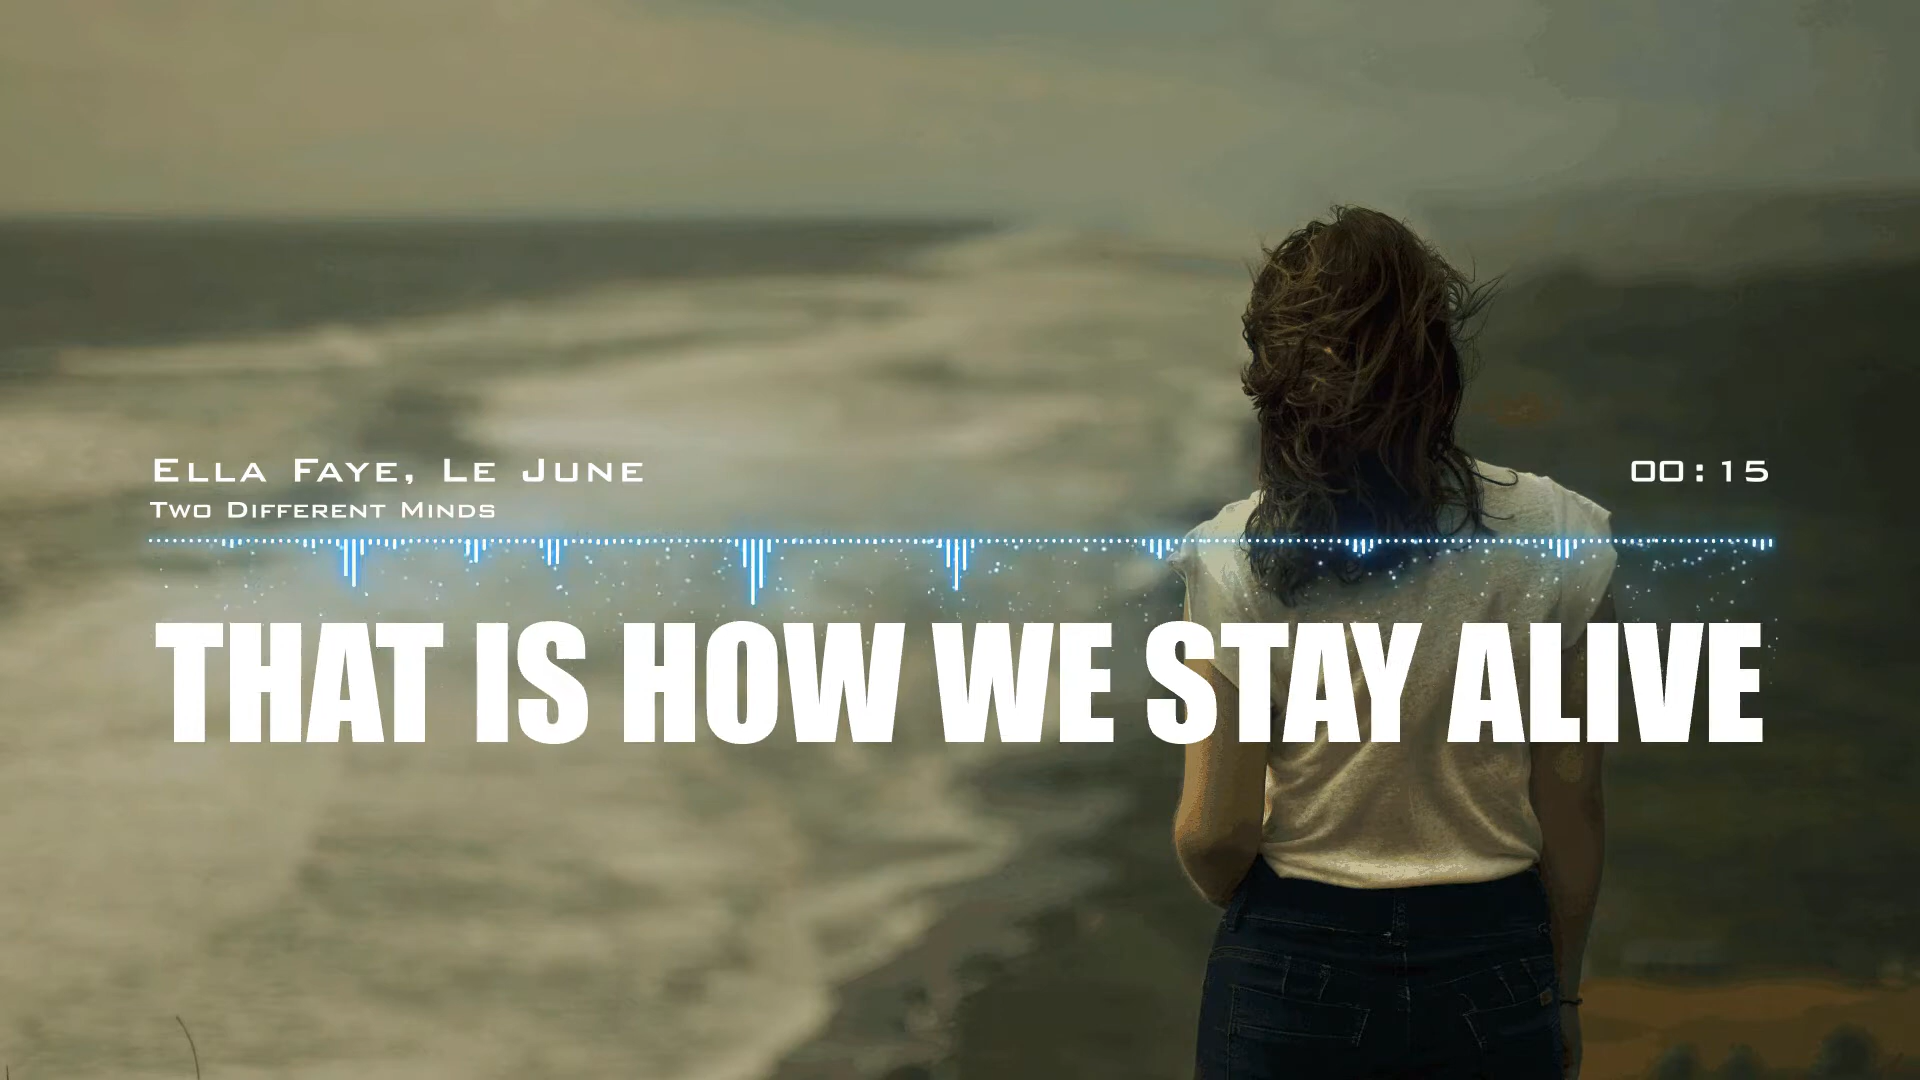 Ella Faye, Le June
00:15
Two Different Minds
THAT IS HOW WE STAY ALIVE